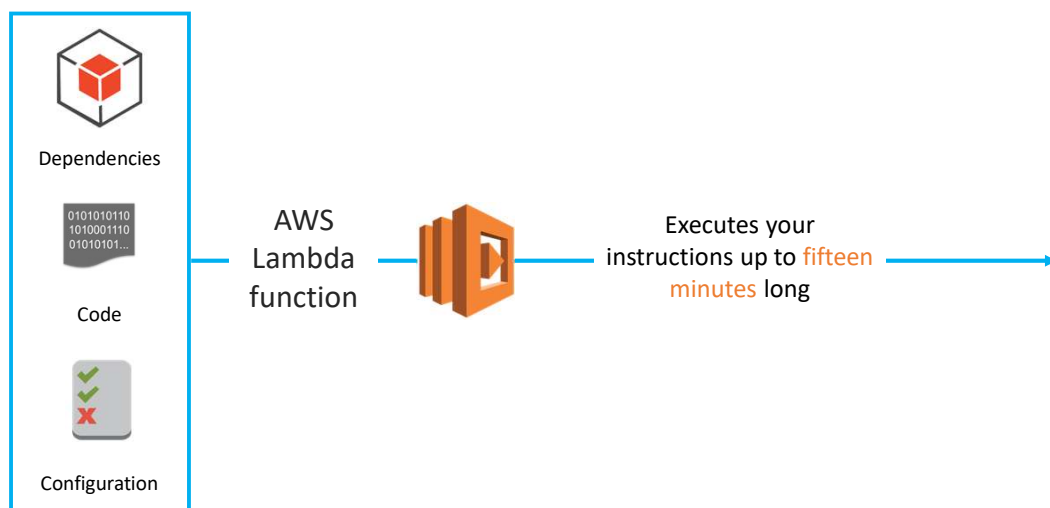 Dependencies
0101010110
1010001110
01010101...
Code
Configuration
AWS
Lambda
function
Executes your
instructions up to fifteen
minutes long